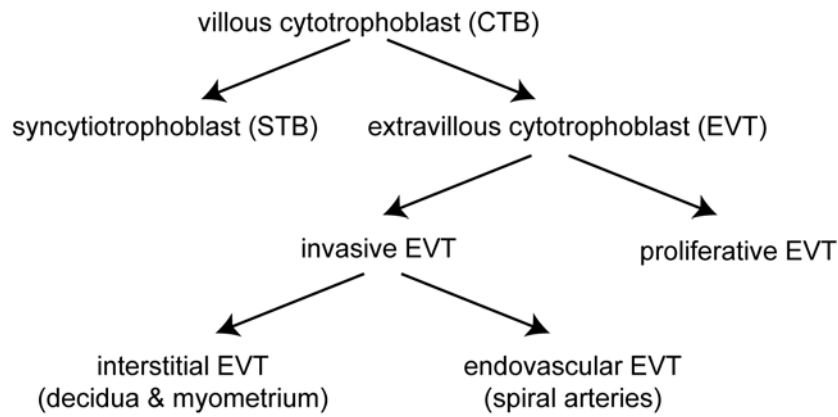 villous cytotrophoblast (CTB)
syncytiotrophoblast (STB)
extravillous cytotrophoblast (EVT)
invasive EVT
proliferative EVT
interstitial EVT
(decidua & myometrium)
endovascular EVT
(spiral arteries)